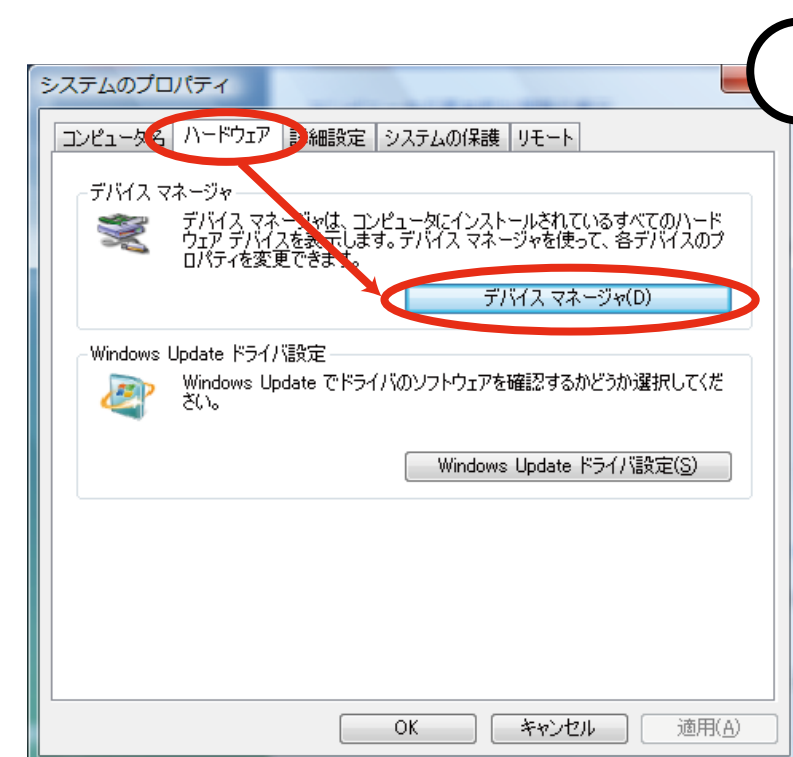 システムのプロパティ
コンピュータ名 ハードウェア 詳細設定 システムの保護 リモート
デバイス マネージャ
デバイス マネージャは、コンピュータにインストールされているすべてのハード
ウェア デバイスを表示します。デバイス マネージャを使って、各デバイスのプ
ロパティを変更できます。
デバイス マネージャ(D)
Windows Update ドライバ設定
Windows Update でドライバのソフトウェアを確認するかどうか選択してくだ
さい。
Windows Update ドライバ設定(S)
OK キャンセル 適用(A)